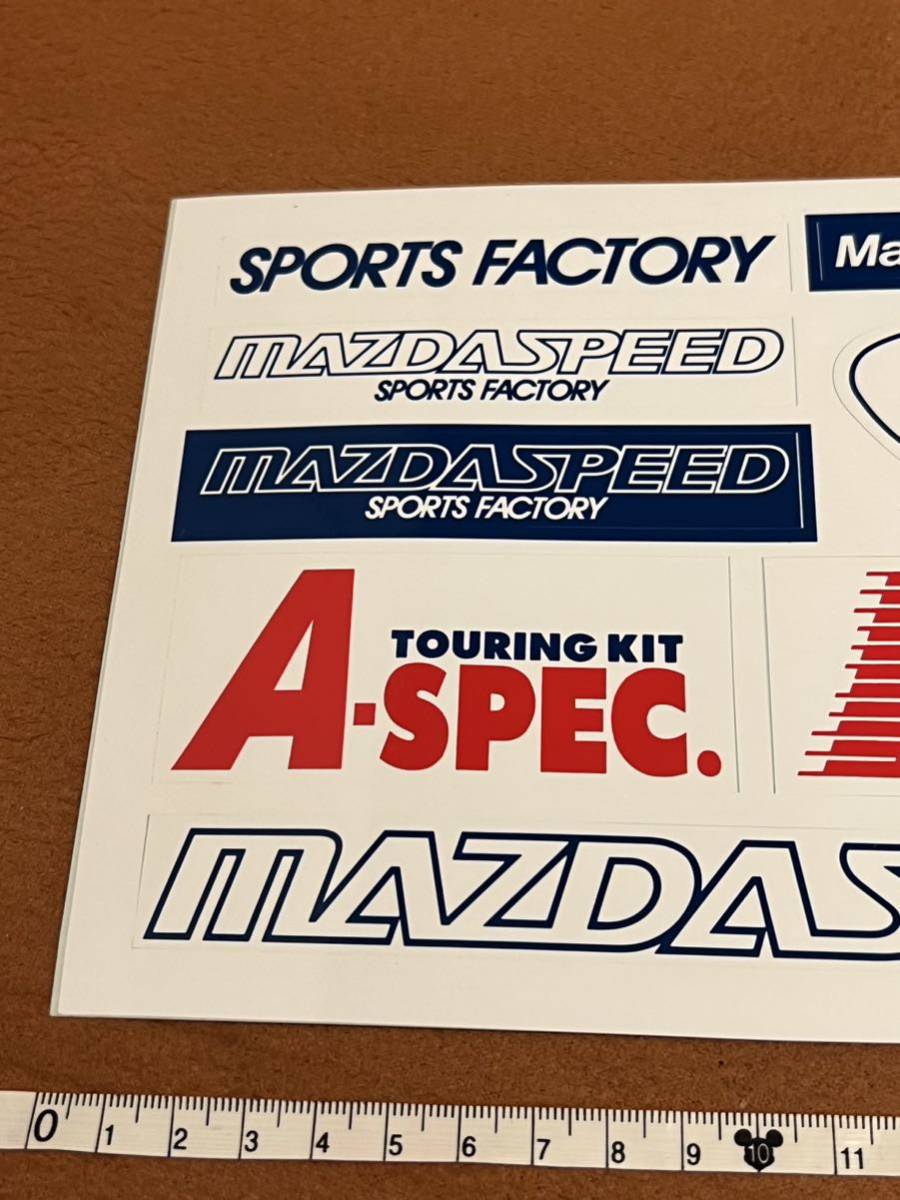 SPORTS FACTORY
Ma
MAZDASPEED
SPORTS FACTORY
MAZDASPEED
SPORTS FACTORY
TOURING KIT
A-SPEC.
MAZDAS
0 1 2 3 4 5 6 7 8 9 10 11